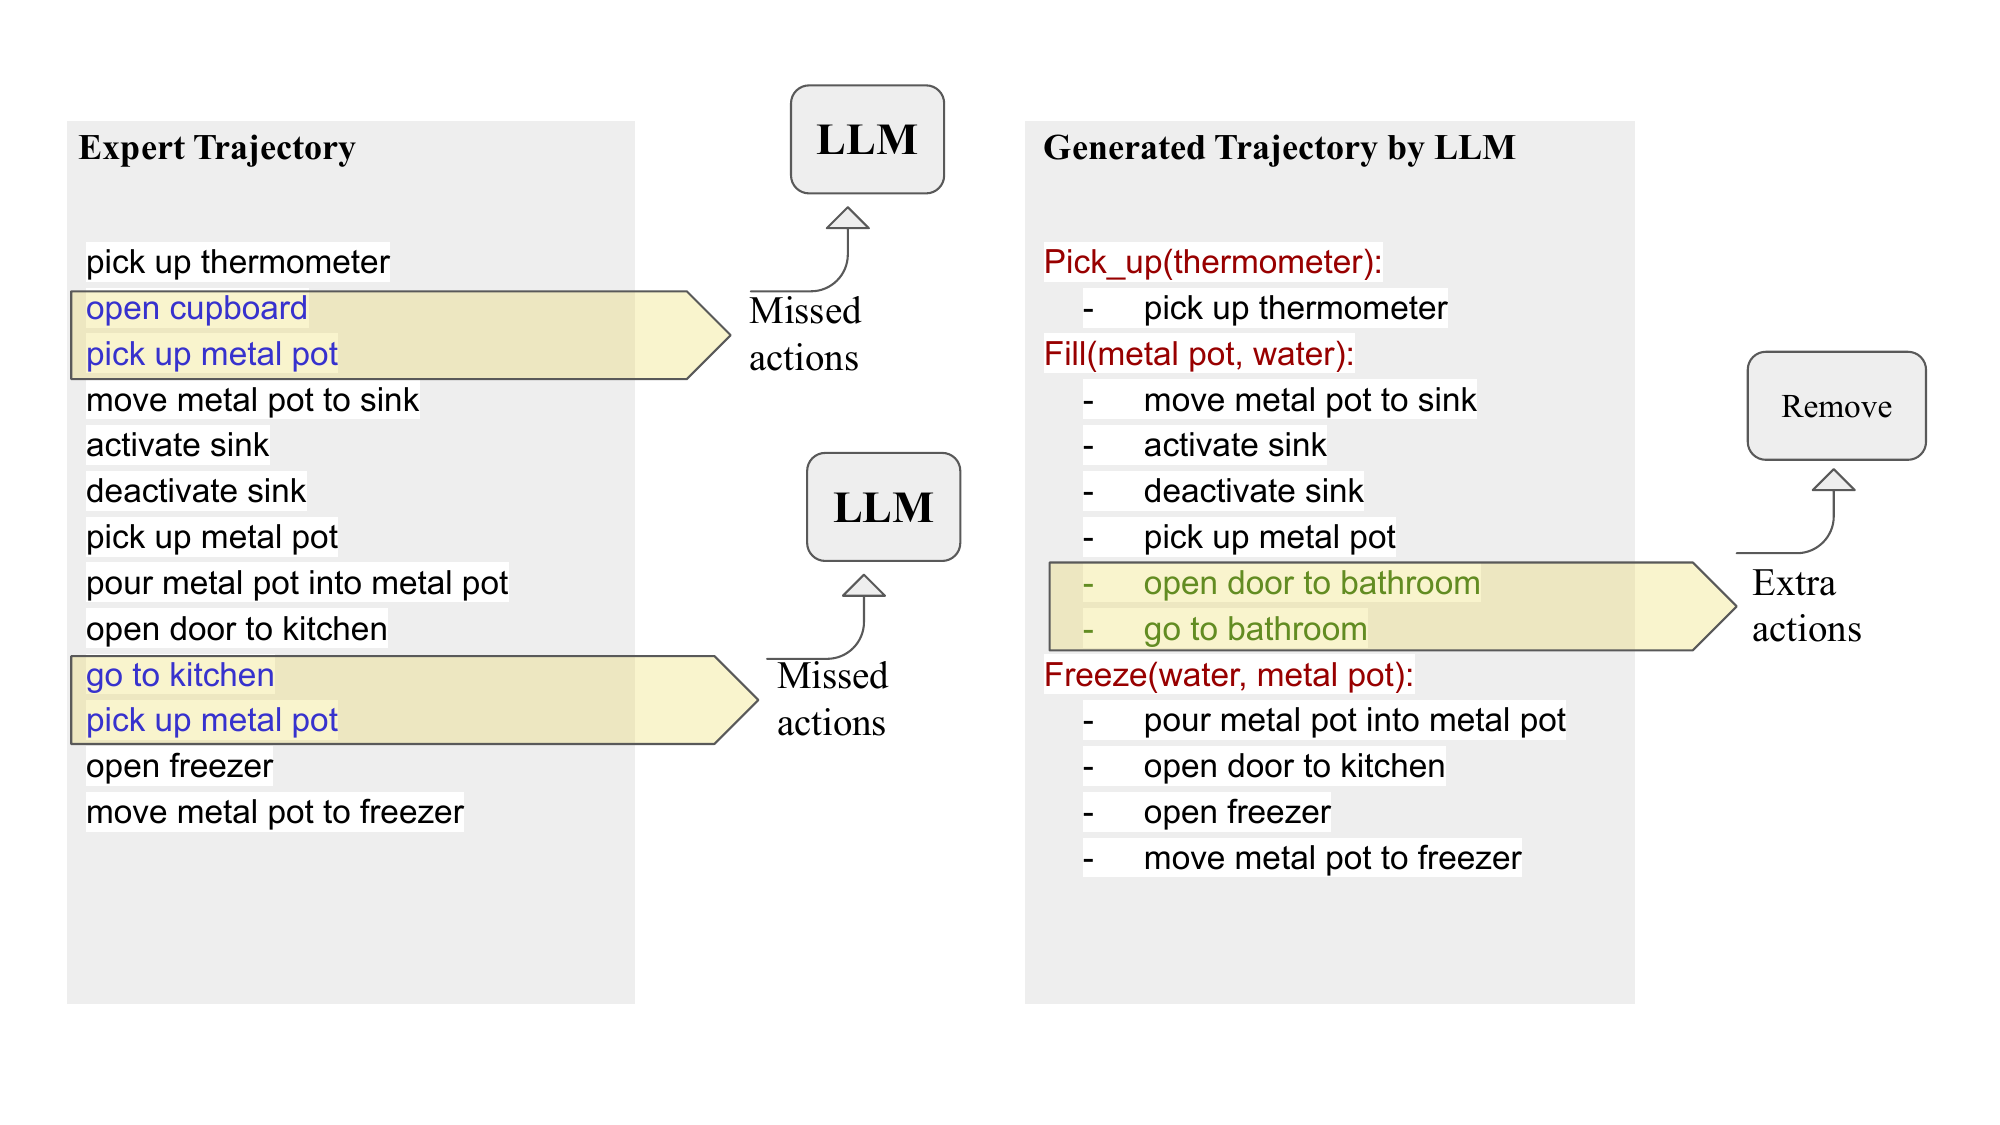 Expert Trajectory
pick up thermometer
open cupboard
pick up metal pot
move metal pot to sink
activate sink
deactivate sink
pick up metal pot
pour metal pot into metal pot
open door to kitchen
go to kitchen
pick up metal pot
open freezer
move metal pot to freezer
LLM
Missed
actions
LLM
Missed
actions
Generated Trajectory by LLM
Pick_up(thermometer):
- pick up thermometer
Fill(metal pot, water):
- move metal pot to sink
- activate sink
- deactivate sink
- pick up metal pot
- open door to bathroom
- go to bathroom
Freeze(water, metal pot):
- pour metal pot into metal pot
- open door to kitchen
- open freezer
- move metal pot to freezer
Remove
Extra
actions